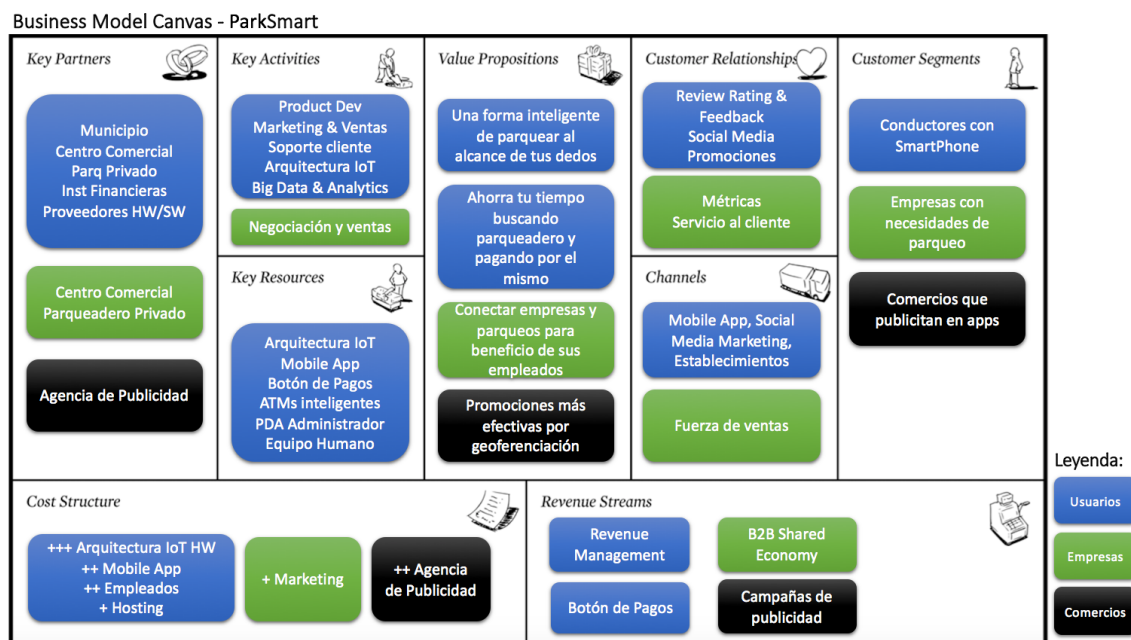 Business Model Canvas - ParkSmart
Key Partners
Municipio
Centro Comercial
Parq Privado
Inst Financieras
Proveedores HW/SW
Centro Comercial
Parqueadero Privado
Agencia de Publicidad
Key Activities
Product Dev
Marketing & Ventas
Soporte cliente
Arquitectura IoT
Big Data & Analytics
Negociación y ventas
Key Resources
Arquitectura IoT
Mobile App
Botón de Pagos
ATMs inteligentes
PDA Administrador
Equipo Humano
Value Propositions
Una forma inteligente
de parquear al
alcance de tus dedos
Ahorra tu tiempo
buscando
parqueadero y
pagando por el
mismo
Conectar empresas y
parqueos para
beneficio de sus
empleados
Promociones más
efectivas por
geoferenciación
Customer Relationships
Review Rating &
Feedback
Social Media
Promociones
Métricas
Servicio al cliente
Channels
Mobile App, Social
Media Marketing,
Establecimientos
Fuerza de ventas
Customer Segments
Conductores con
SmartPhone
Empresas con
necesidades de
parqueo
Comercios que
publicitan en apps
Cost Structure
+++ Arquitectura IoT HW
++ Mobile App
++ Empleados
+ Hosting
+ Marketing
++ Agencia
de Publicidad
Revenue Streams
Revenue
Management
B2B Shared
Economy
Botón de Pagos
Campañas de
publicidad
Leyenda:
Usuarios
Empresas
Comercios